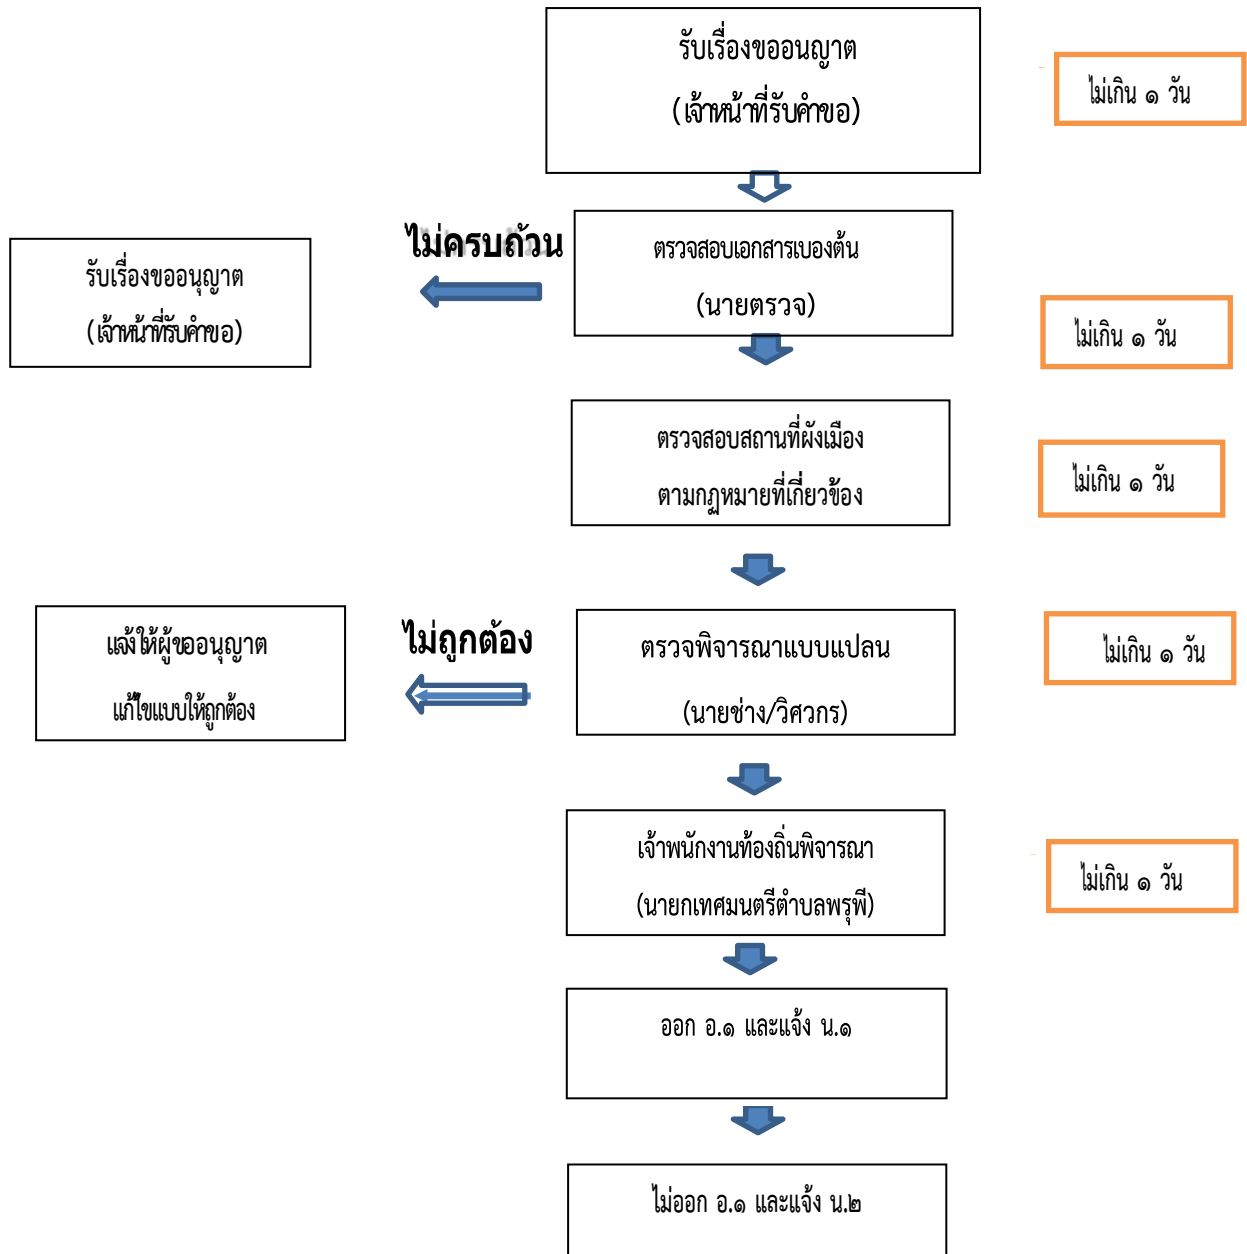 รับเรื่องขออนญาต
(เจ้าหน้าที่รับคำขอ)
ไม่เกิน ๑ วัน
ไม่ครบถ้วน
ตรวจสอบเอกสารเบองต้น
(นายตรวจ)
รับเรื่องขออนุญาต
(เจ้าหน้าที่รับคำขอ)
ไม่เกิน ๑ วัน
ตรวจสอบสถานที่ผังเมือง
ตามกฎหมายที่เกี่ยวข้อง
ไม่เกิน ๑ วัน
แจ้งให้ผู้ขออนุญาต
แก้ไขแบบให้ถูกต้อง
ไม่ถูกต้อง
ตรวจพิจารณาแบบแปลน
(นายช่าง/วิศวกร)
ไม่เกิน ๑ วัน
เจ้าพนักงานท้องถิ่นพิจารณา
(นายกเทศมนตรีตำบลพรุพี)
ไม่เกิน ๑ วัน
ออก อ.๑ และแจ้ง น.๑
ไม่ออก อ.๑ และแจ้ง น.๒